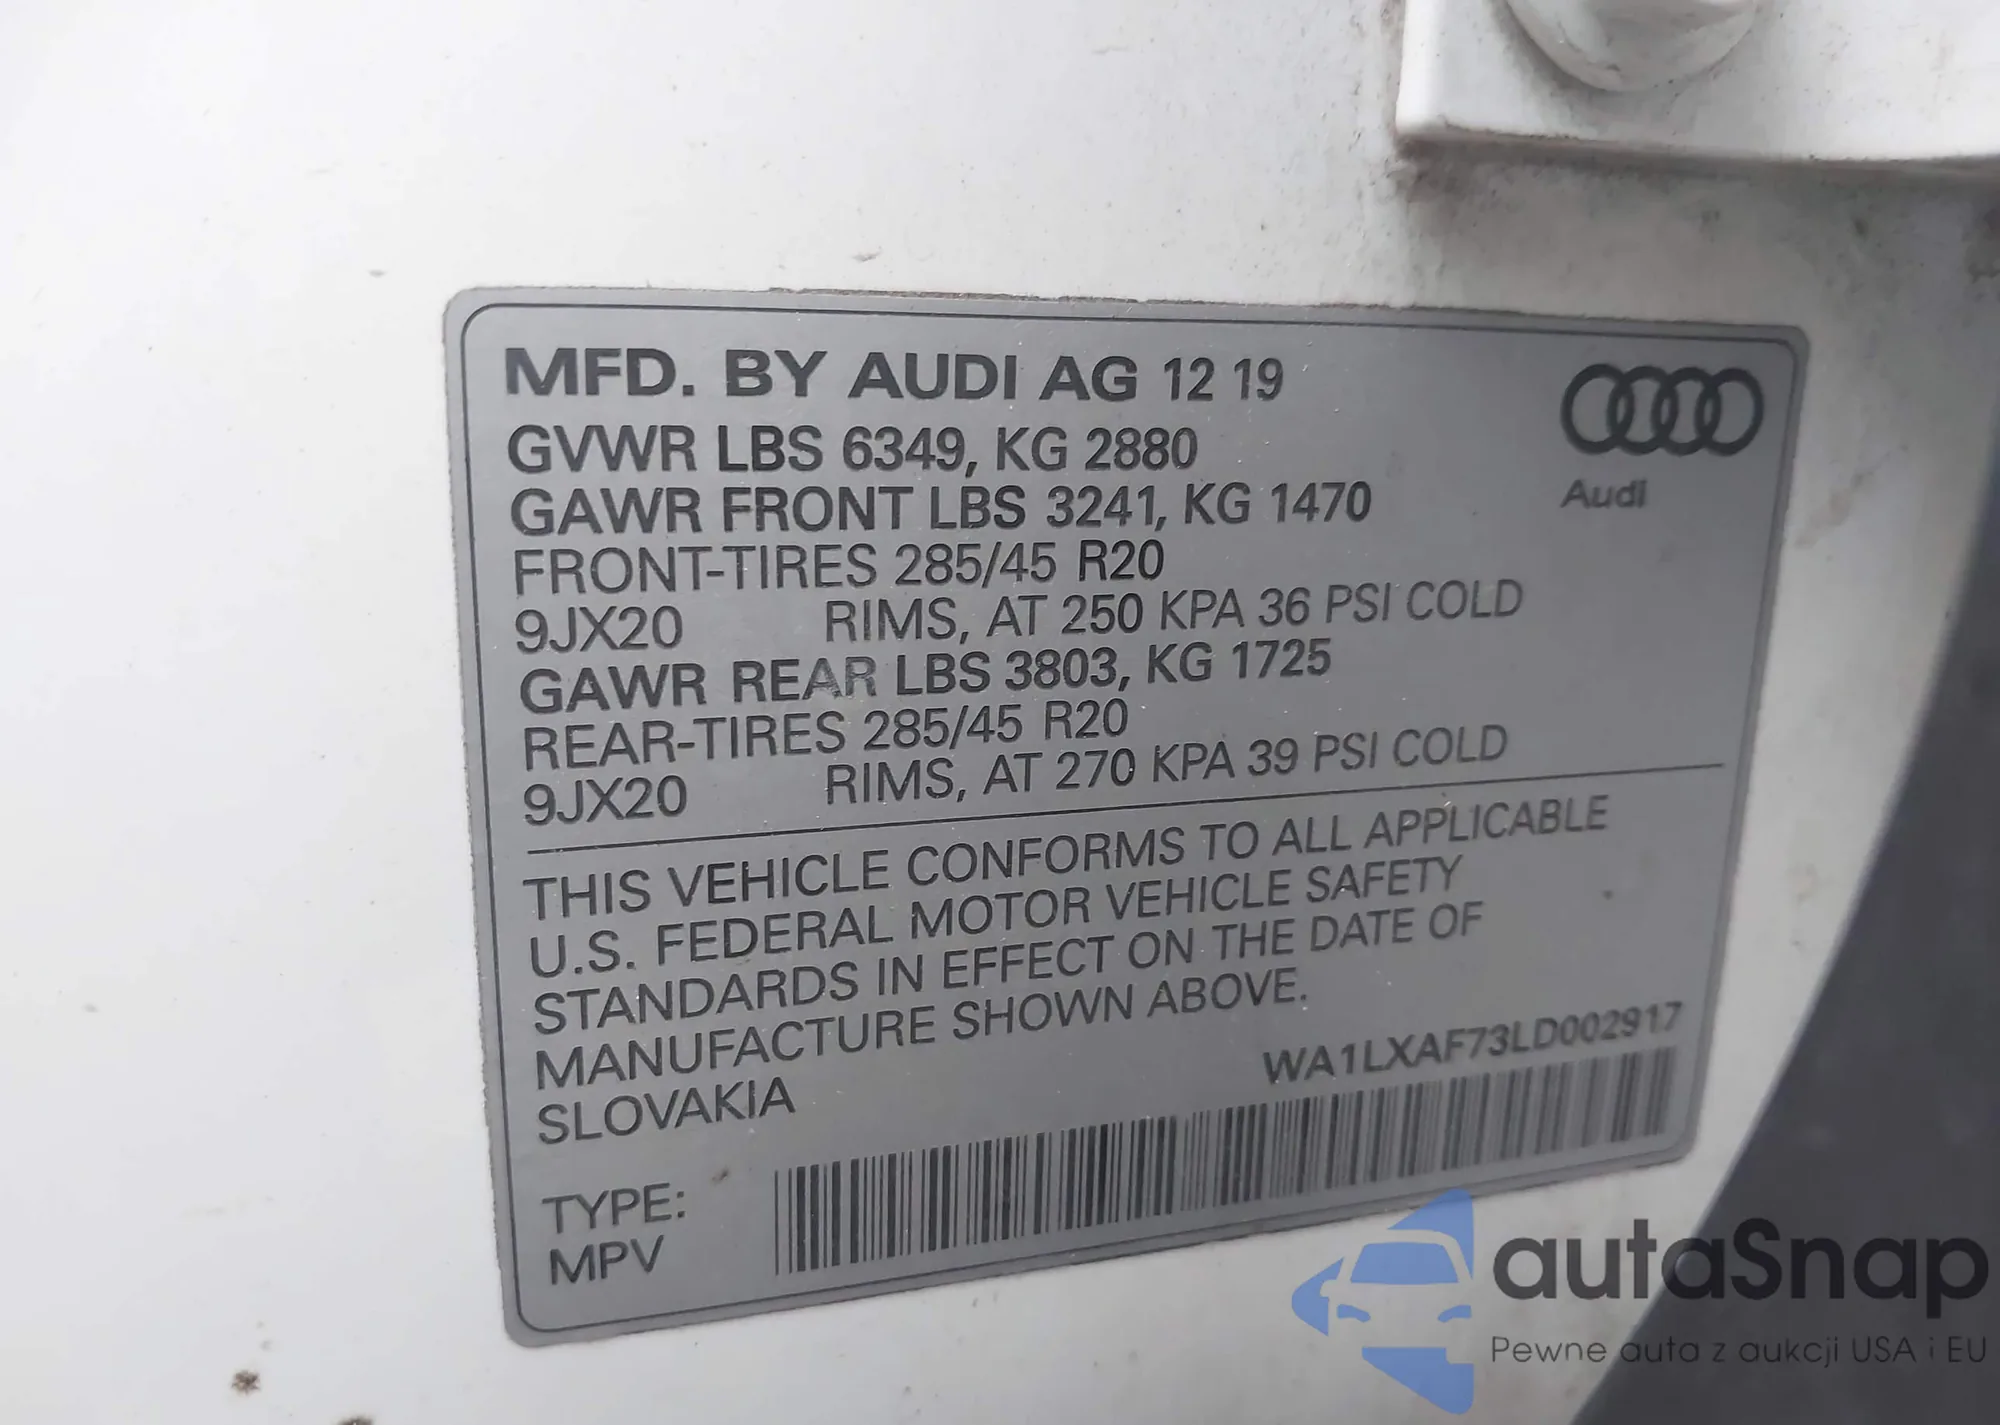 MFD. BY AUDI AG 12 19
GVWR LBS 6349, KG 2880
GAWR FRONT LBS 3241, KG 1470
FRONT-TIRES 285/45 R20
9JX20 RIMS, AT 250 KPA 36 PSI COLD
GAWR REAR LBS 3803, KG 1725
REAR-TIRES 285/45 R20
9JX20 RIMS, AT 270 KPA 39 PSI COLD
Audi
THIS VEHICLE CONFORMS TO ALL APPLICABLE
U.S. FEDERAL MOTOR VEHICLE SAFETY
STANDARDS IN EFFECT ON THE DATE OF
MANUFACTURE SHOWN ABOVE.
SLOVAKIA
WA1LXAF73LD002917
TYPE:
MPV
autaSnap
Pewne auta z aukcji USA i EU